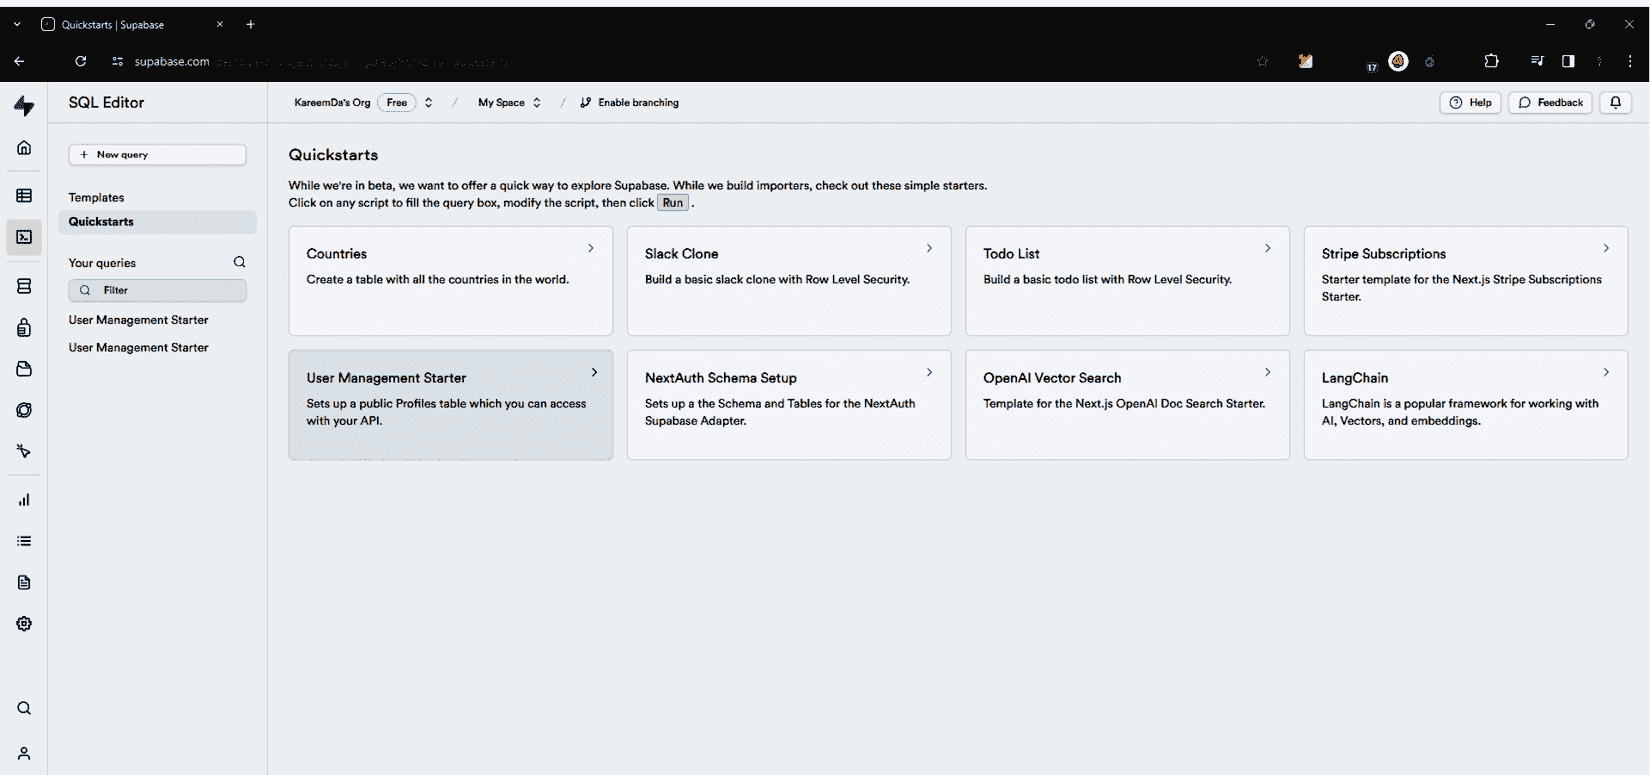 Quickstarts | Supabase
supabase.com
17
SQL Editor
KareemDa's Org Free / My Space / Enable branching
Help
Feedback
+ New query
Templates
Quickstarts
Your queries
Filter
User Management Starter
User Management Starter
Quickstarts
While we're in beta, we want to offer a quick way to explore Supabase. While we build importers, check out these simple starters.
Click on any script to fill the query box, modify the script, then click Run .
Countries
Create a table with all the countries in the world.
Slack Clone
Build a basic slack clone with Row Level Security.
Todo List
Build a basic todo list with Row Level Security.
Stripe Subscriptions
Starter template for the Next.js Stripe Subscriptions
Starter.
User Management Starter
Sets up a public Profiles table which you can access
with your API.
NextAuth Schema Setup
Sets up a the Schema and Tables for the NextAuth
Supabase Adapter.
OpenAI Vector Search
Template for the Next.js OpenAI Doc Search Starter.
LangChain
LangChain is a popular framework for working with
AI, Vectors, and embeddings.